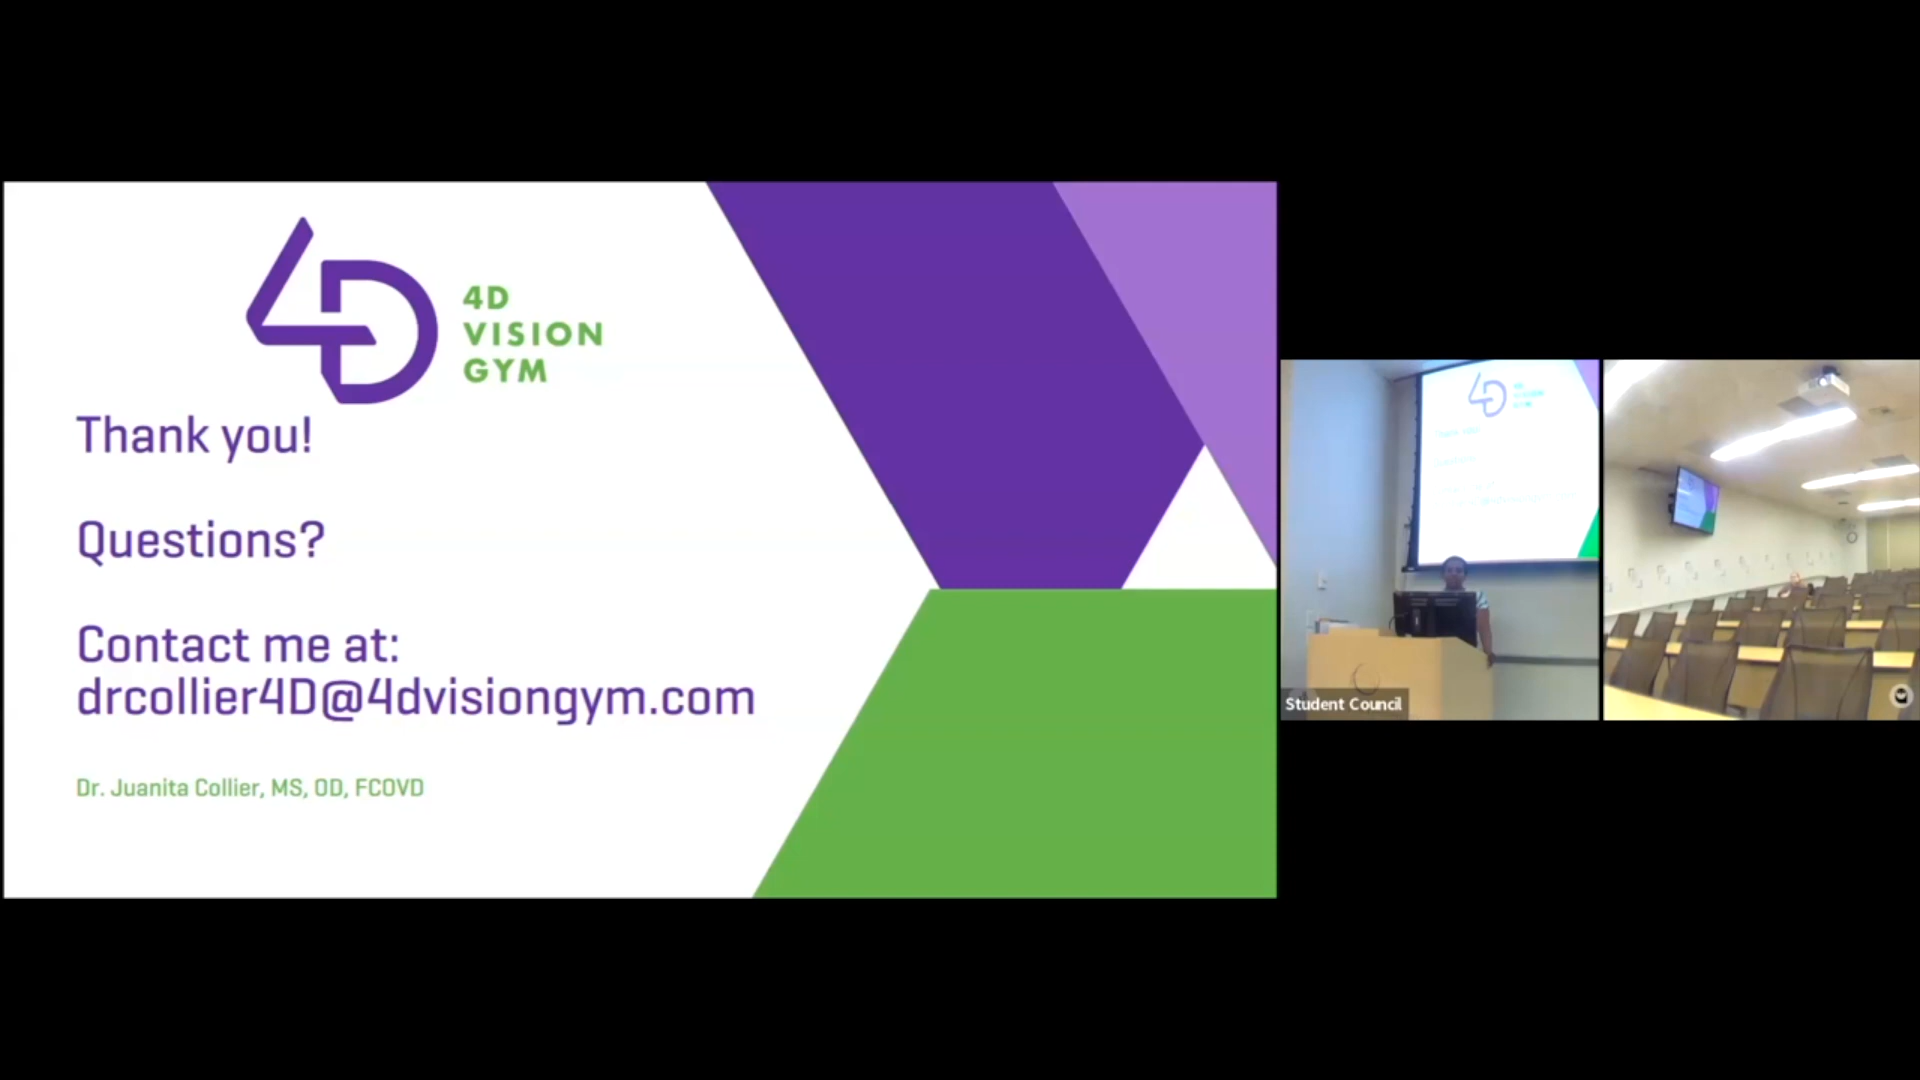 4D
4D
VISION
GYM
Thank you!
Questions?
Contact me at:
drcollier4D@4dvisiongym.com
Dr. Juanita Collier, MS, OD, FCOVD
Student Council